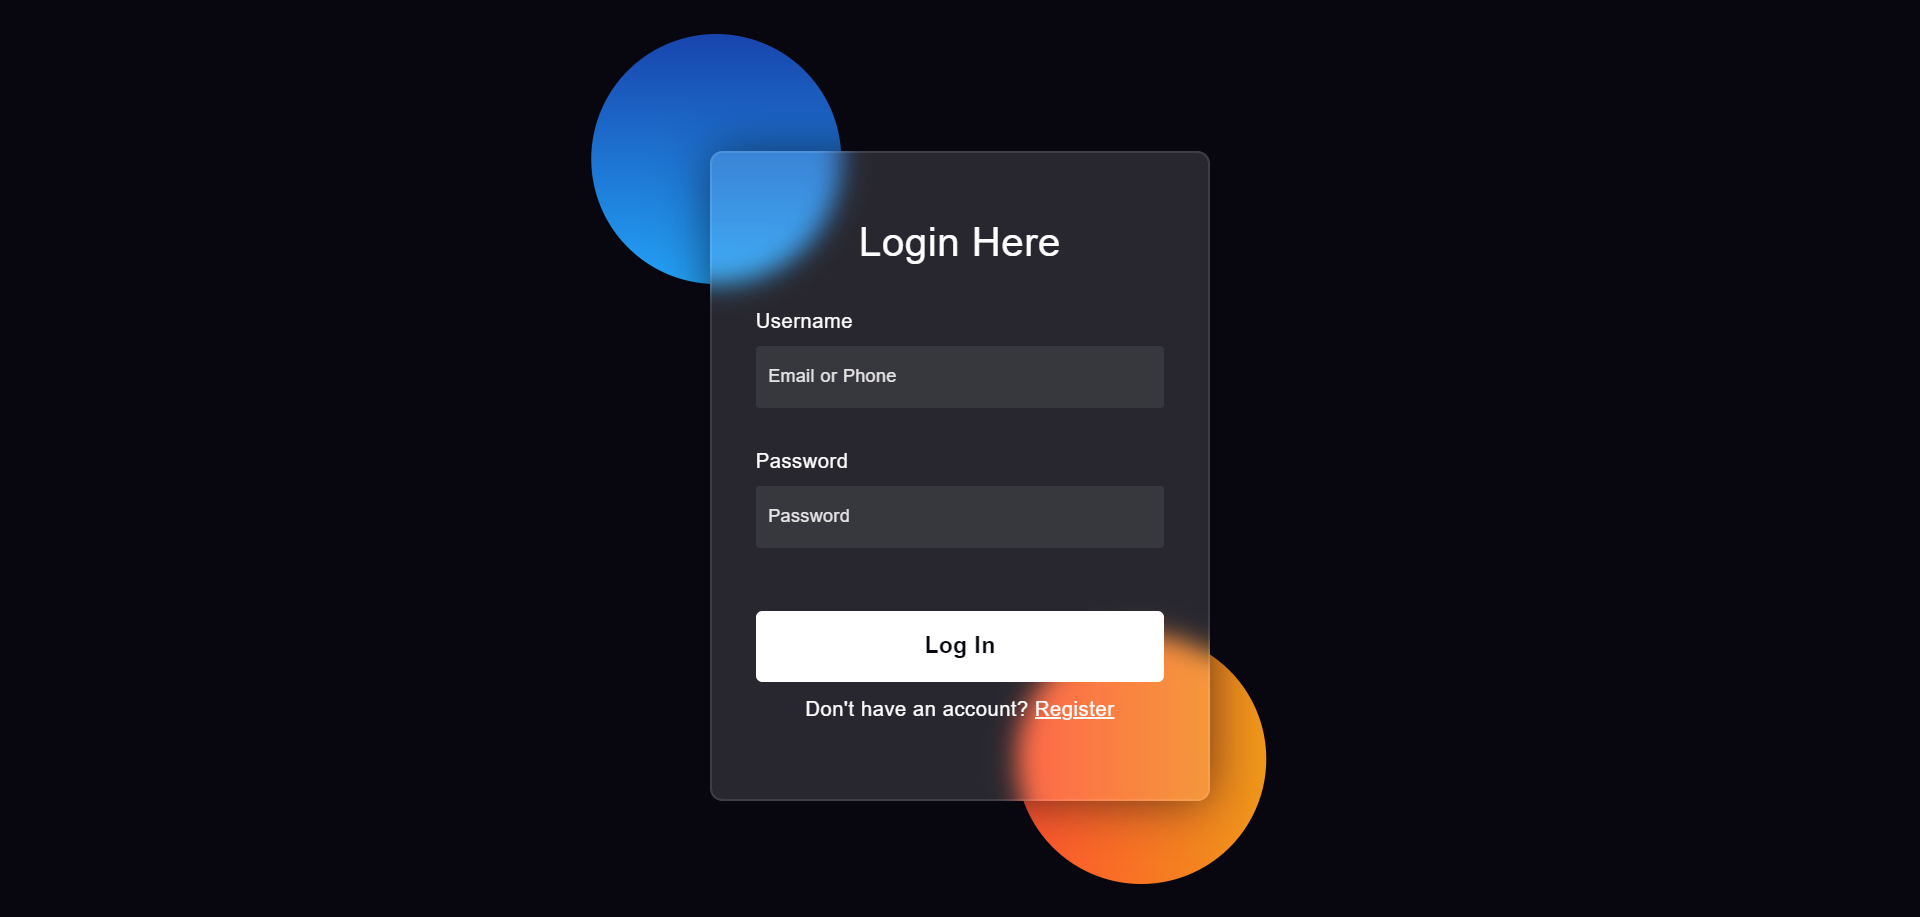 Login Here
Username
Email or Phone
Password
Password
Log In
Don't have an account? Register